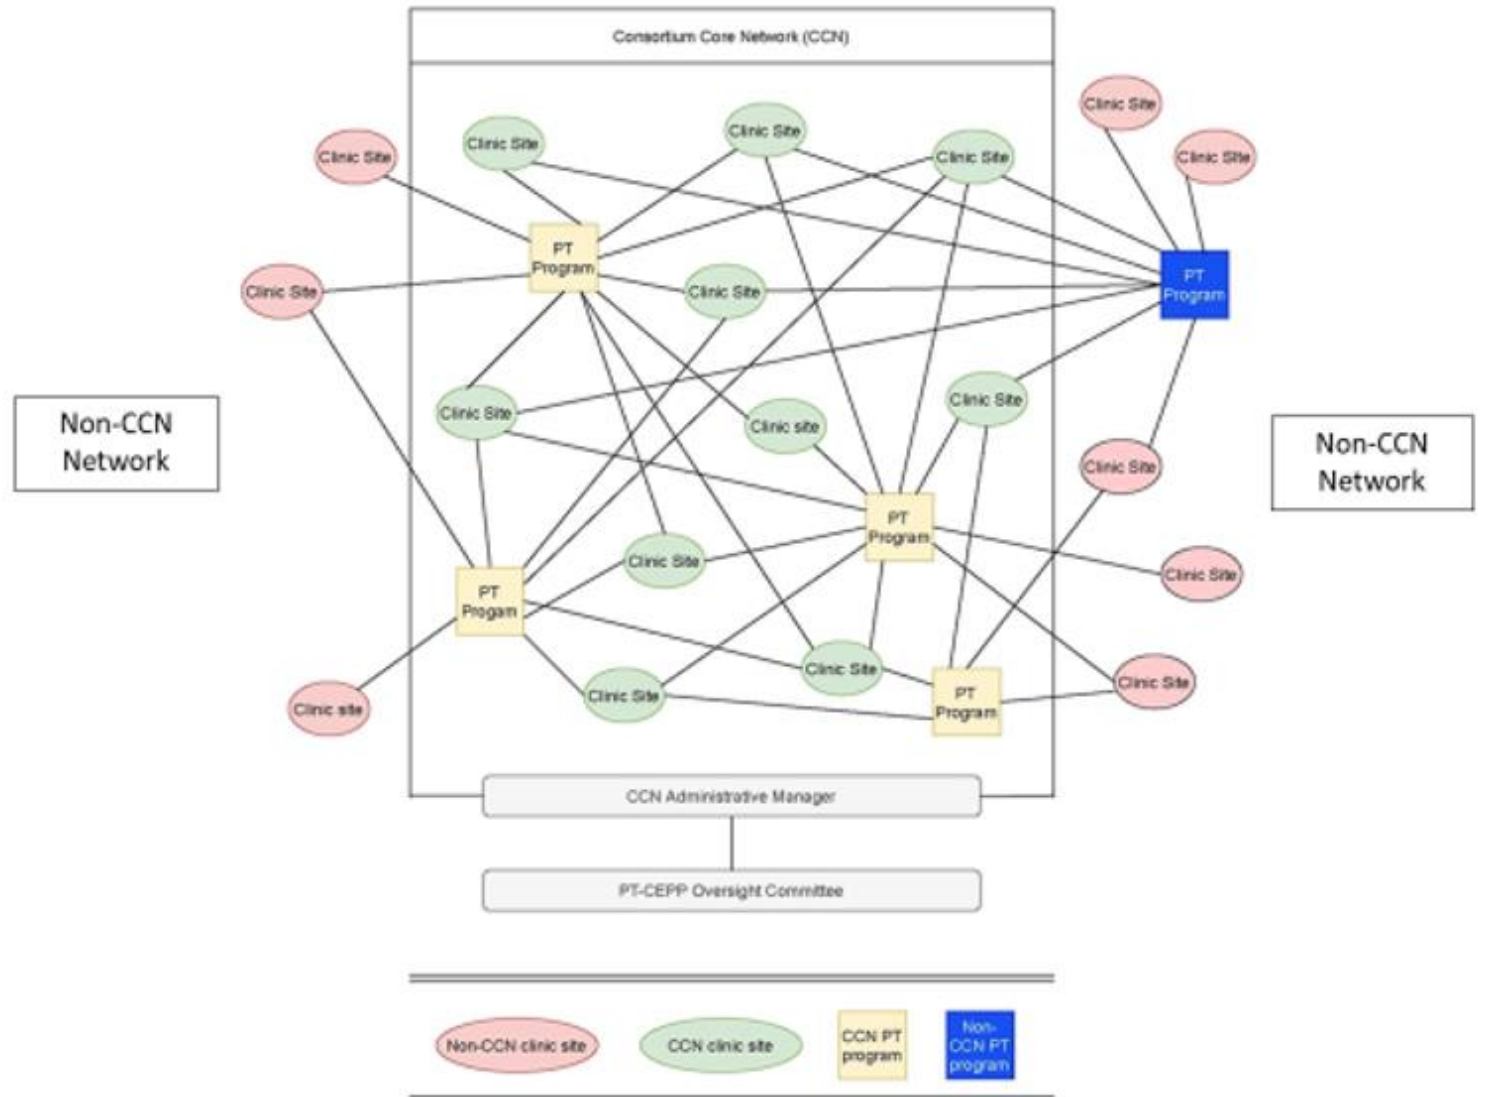 Consortium Core Network (CCN)
Clinic Site
Clinic Site
Clinic Site
Clinic Site
Clinic Site
Clinic Site
PT
Program
PT
Program
Clinic Site
Clinic Site
Non-CCN
Network
Clinic Site
Clinic site
Clinic Site
Non-CCN
Network
Clinic Site
PT
Program
Clinic Site
Clinic Site
PT
Progam
Clinic Site
Clinic Site
Clinic Site
Clinic site
PT
Program
CCN Administrative Manager
PT-CEPP Oversight Committee
Non-CCN clinic site
CCN clinic site
CCN PT
program
Non-
CCN PT
program